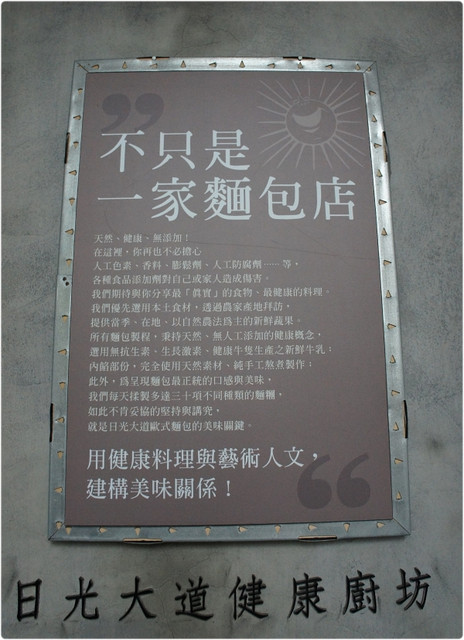 不只是
一家麵包店
天然、健康、無添加！
在這裡，你再也不必擔心
人工色素、香料、膨鬆劑、人工防腐劑──等，
各種食品添加劑對自己或家人造成傷害。
我們期待與你分享最「真實」的食物、最健康的料理。
我們優先選用本土食材，透過農家產地拜訪，
提供當季、在地、以自然農法為主的新鮮蔬果。
所有麵包製程，秉持天然、無人工添加的健康概念，
選用無抗生素、生長激素、健康牛隻生產之新鮮牛乳；
內餡部份，完全使用天然素材、純手工熬煮製作；
此外，為呈現麵包最正統的口感與美味，
我們每天揉製多達三十項不同種類的麵糰，
如此不肯妥協的堅持與講究，
就是日光大道歐式麵包的美味關鍵。
用健康料理與藝術人文，
建構美味關係！
日光大道健康廚坊